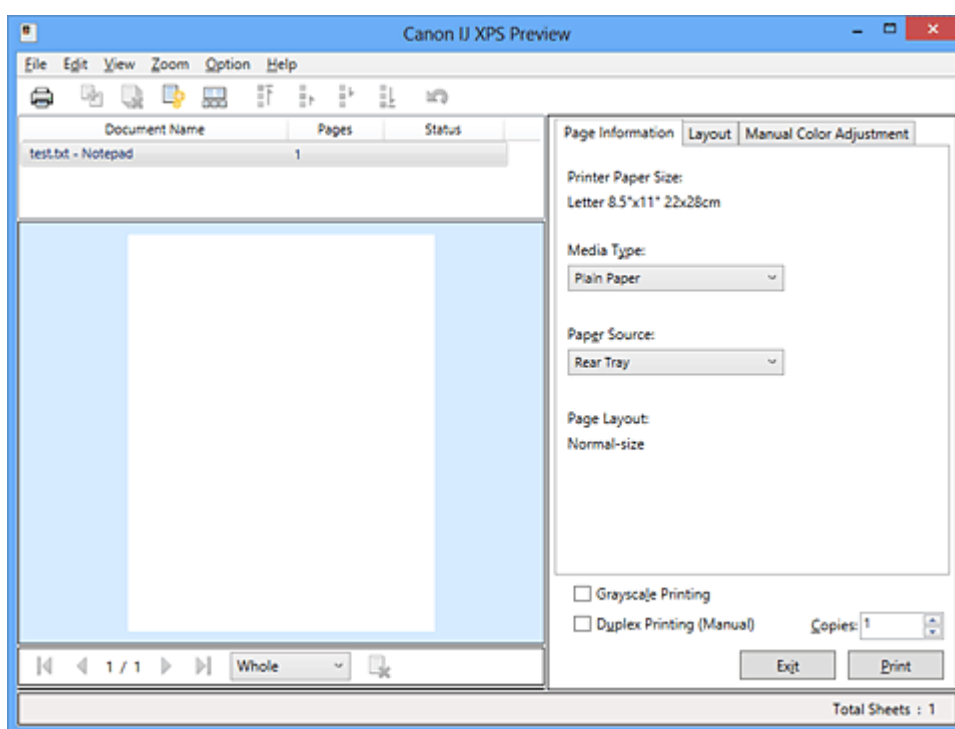 Canon IJ XPS Preview
File Edit View Zoom Option Help
Document Name Pages Status
test.txt - Notepad 1
Page Information Layout Manual Color Adjustment
Printer Paper Size:
Letter 8.5"x11" 22x28cm
Media Type:
Plain Paper
Paper Source:
Rear Tray
Page Layout:
Normal-size
Grayscale Printing
Duplex Printing (Manual) Copies: 1
1 / 1 Whole
Exit Print
Total Sheets : 1